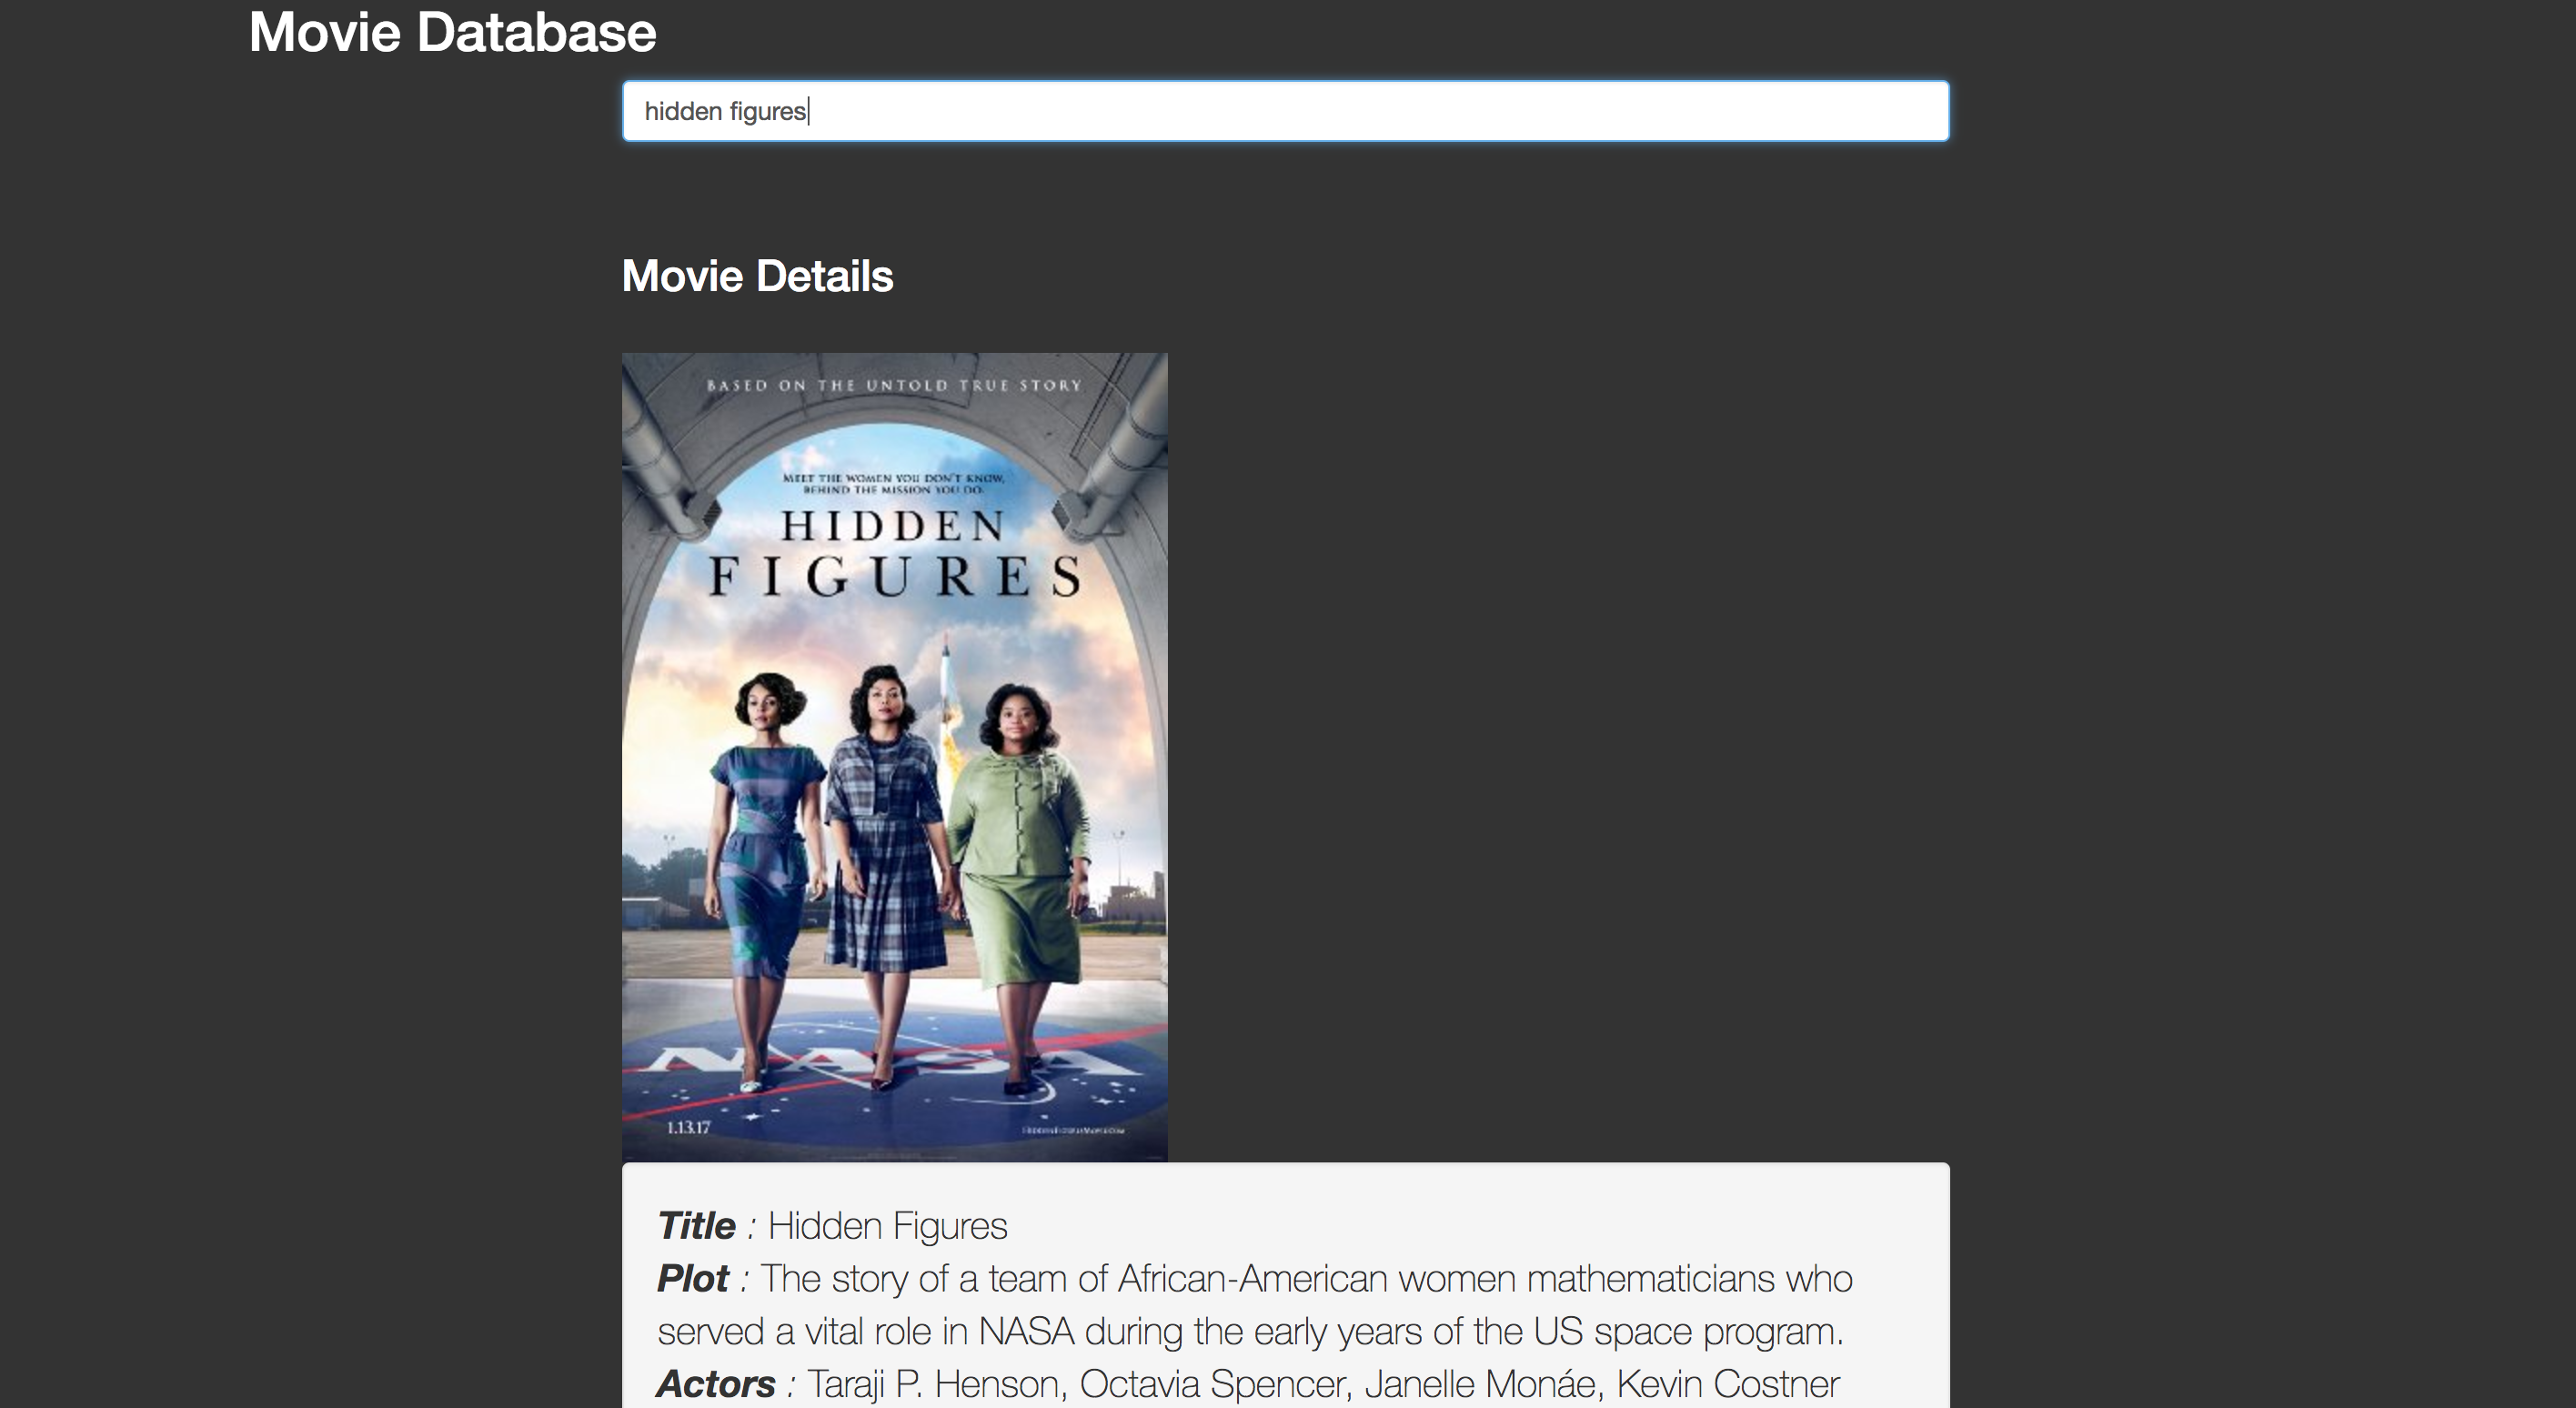 Movie Database
hidden figures
Movie Details
BASED ON THE UNTOLD TRUE STORY
MEET THE WOMEN YOU DON'T KNOW,
BEHIND THE MISSION YOU DO.
HIDDEN
FIGURES
NASA
1.13.17
HIDDENFIGURESMOVIE.COM
Title : Hidden Figures
Plot : The story of a team of African-American women mathematicians who
served a vital role in NASA during the early years of the US space program.
Actors : Taraji P. Henson, Octavia Spencer, Janelle Monáe, Kevin Costner